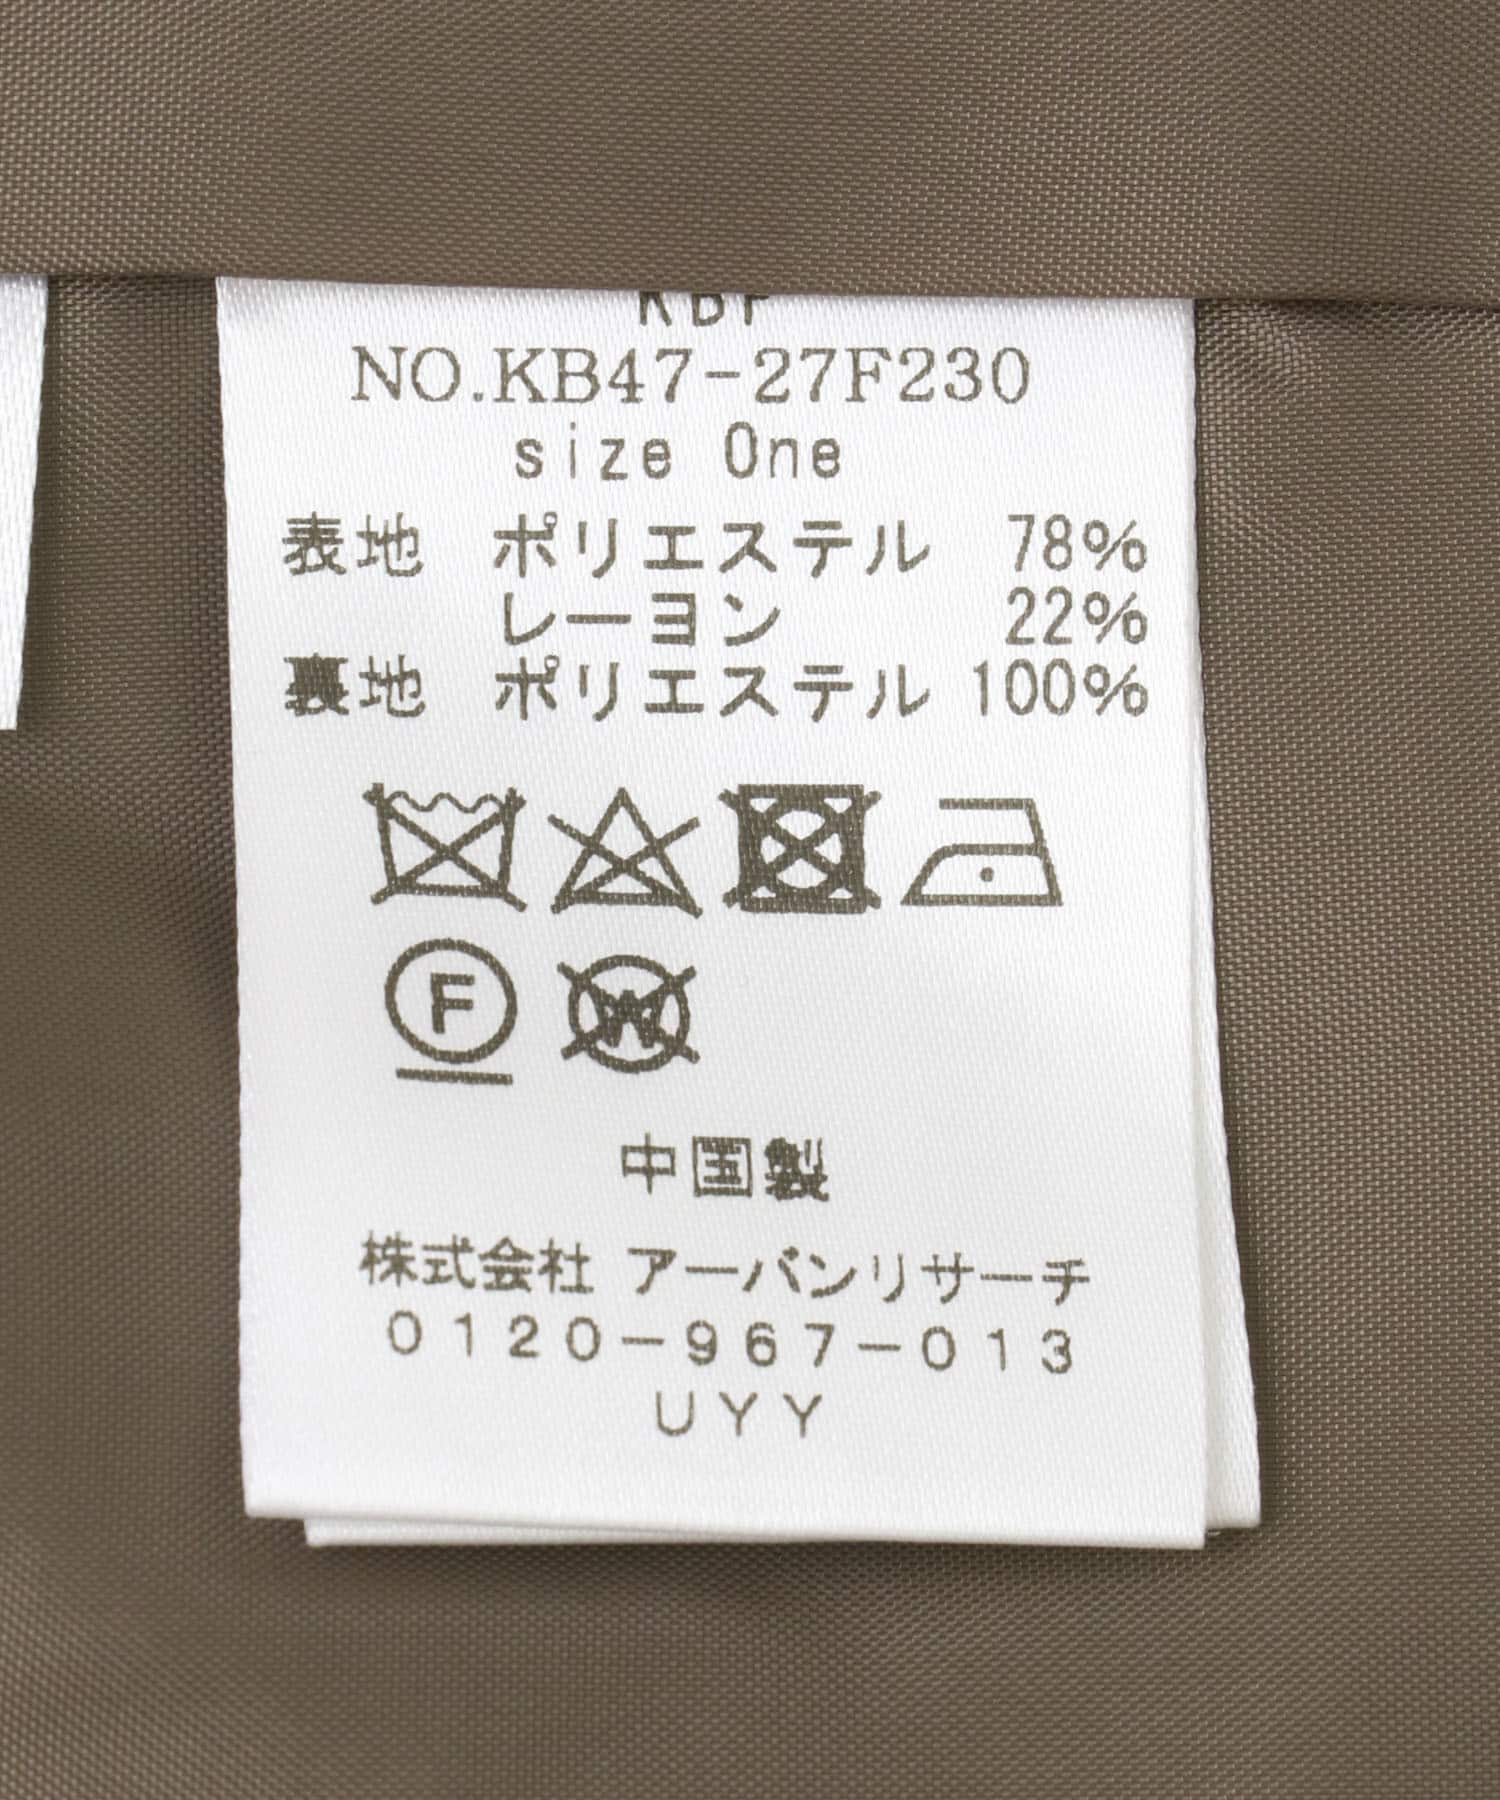 KBF
NO.KB47-27F230
size One
表地 ポリエステル 78%
レーヨン 22%
裏地 ポリエステル 100%
F
W
中国製
株式会社 アーバンリサーチ
0120-967-013
UYY